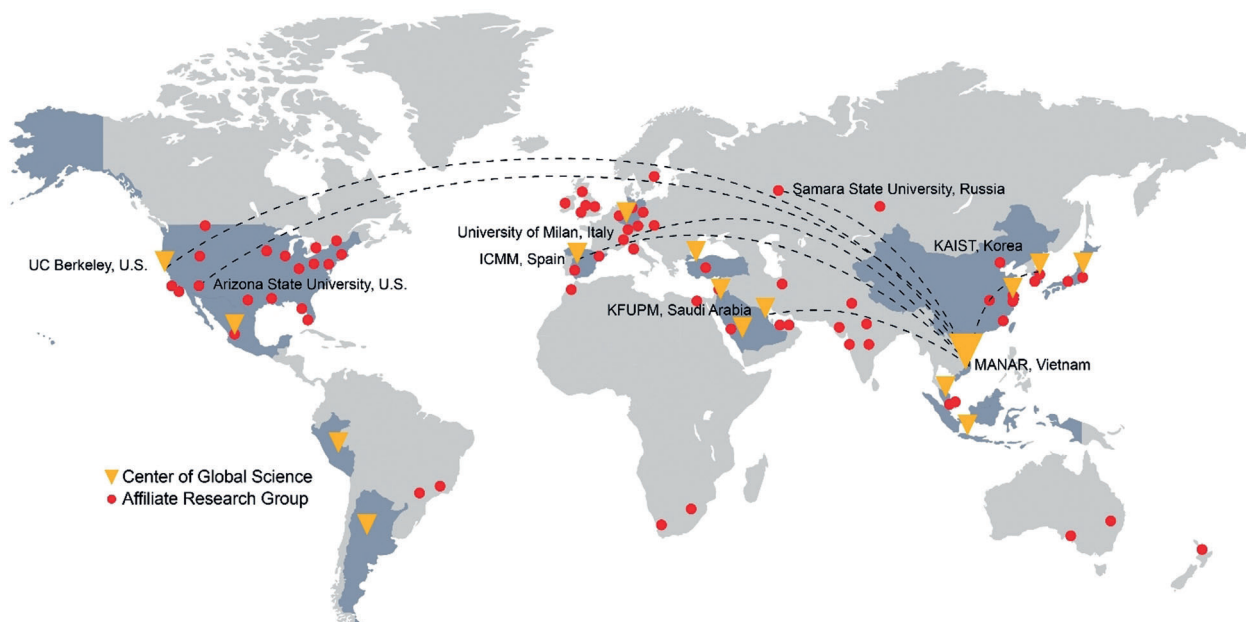 Samara State University, Russia
University of Milan, Italy
KAIST, Korea
ICMM, Spain
UC Berkeley, U.S.
Arizona State University, U.S.
KFUPM, Saudi Arabia
MANAR, Vietnam
Center of Global Science
Affiliate Research Group